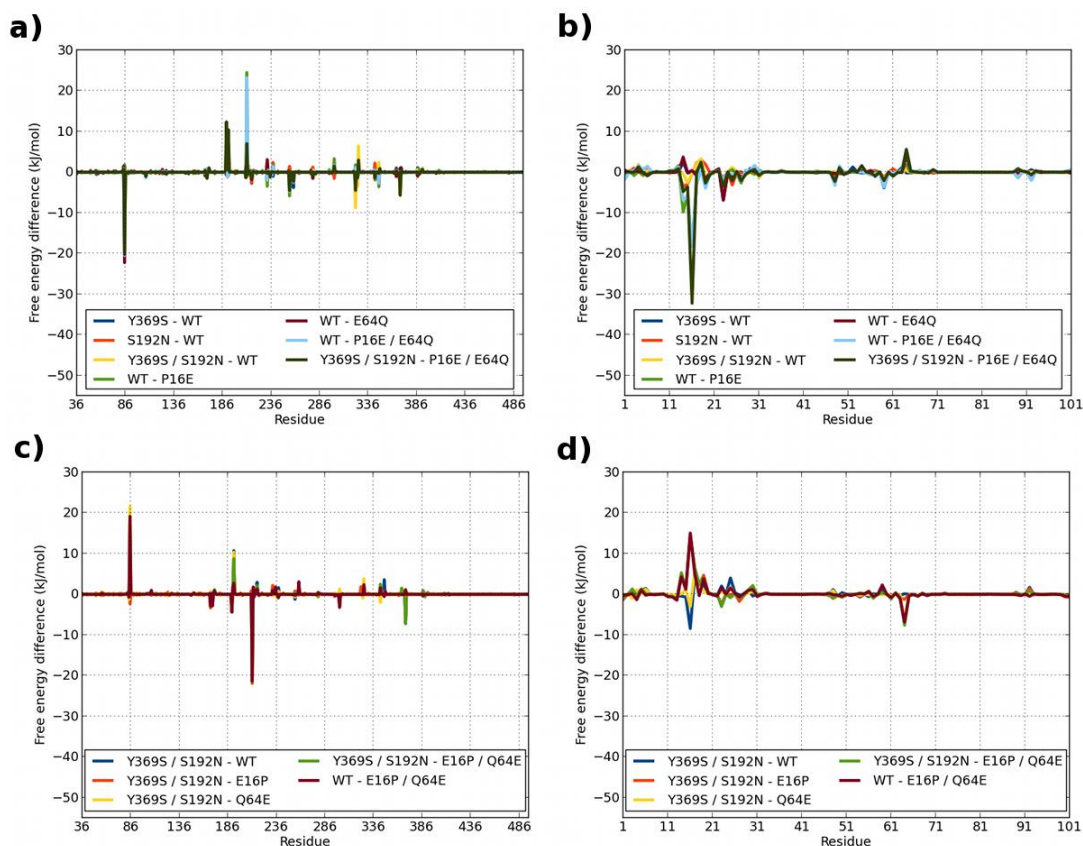 a)
30
20
10
0
−10
−20
−30
−40
−50
Free energy difference (kJ/mol)
Y369S - WT
S192N - WT
Y369S / S192N - WT
WT - P16E
WT - E64Q
WT - P16E / E64Q
Y369S / S192N - P16E / E64Q
36 86 136 186 236 286 336 386 436 486
Residue
b)
30
20
10
0
−10
−20
−30
−40
−50
Free energy difference (kJ/mol)
Y369S - WT
S192N - WT
Y369S / S192N - WT
WT - P16E
WT - E64Q
WT - P16E / E64Q
Y369S / S192N - P16E / E64Q
1 11 21 31 41 51 61 71 81 91 101
Residue
c)
30
20
10
0
−10
−20
−30
−40
−50
Free energy difference (kJ/mol)
Y369S / S192N - WT
Y369S / S192N - E16P
Y369S / S192N - Q64E
Y369S / S192N - E16P / Q64E
WT - E16P / Q64E
36 86 136 186 236 286 336 386 436 486
Residue
d)
30
20
10
0
−10
−20
−30
−40
−50
Free energy difference (kJ/mol)
Y369S / S192N - WT
Y369S / S192N - E16P
Y369S / S192N - Q64E
Y369S / S192N - E16P / Q64E
WT - E16P / Q64E
1 11 21 31 41 51 61 71 81 91 101
Residue